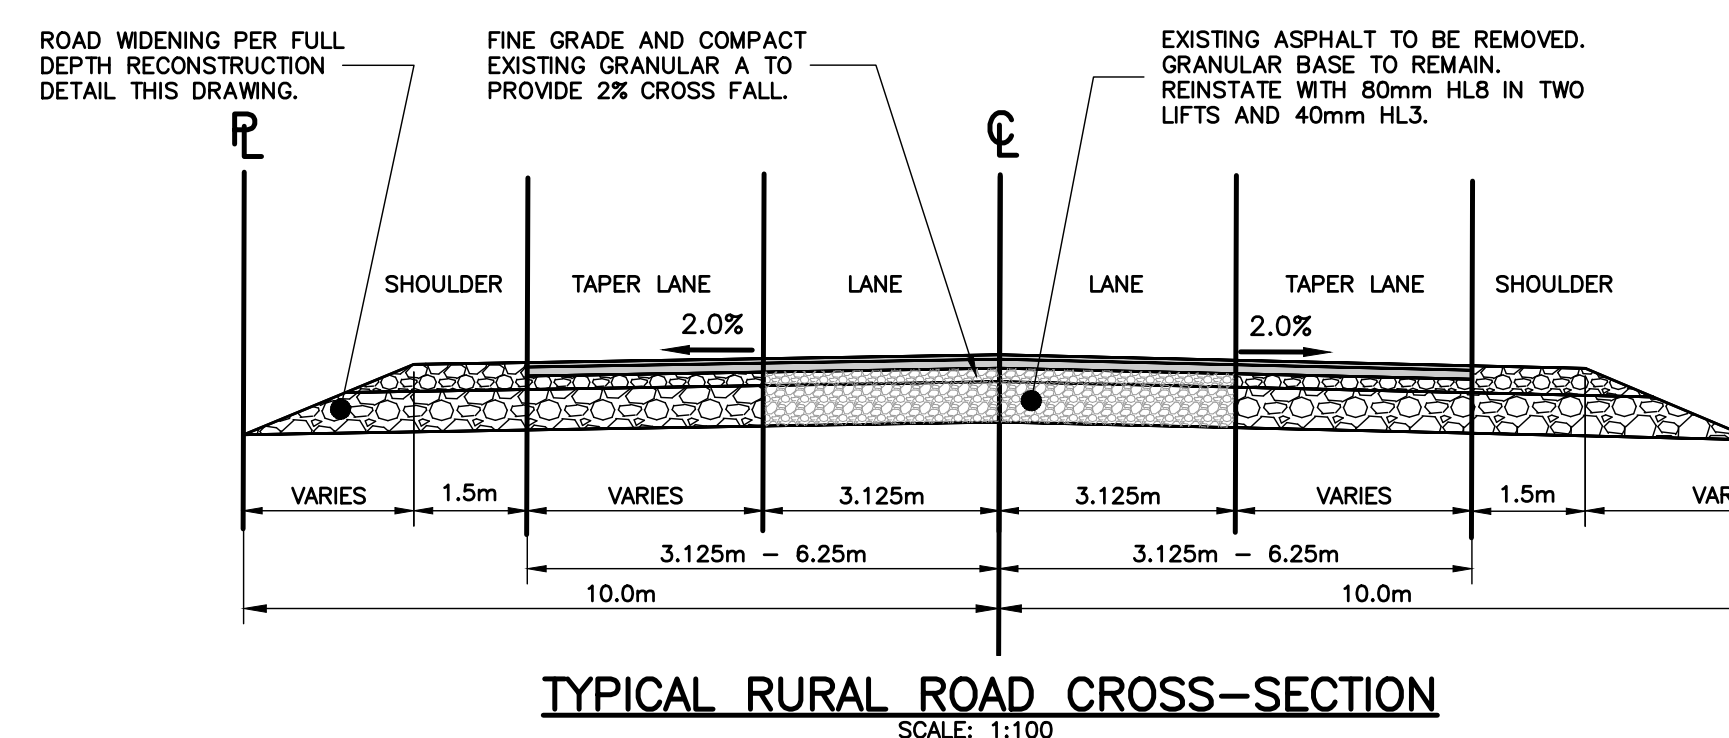 ROAD WIDENING PER FULL
DEPTH RECONSTRUCTION
DETAIL THIS DRAWING.
FINE GRADE AND COMPACT
EXISTING GRANULAR A TO
PROVIDE 2% CROSS FALL.
EXISTING ASPHALT TO BE REMOVED.
GRANULAR BASE TO REMAIN.
REINSTATE WITH 80mm HL8 IN TWO
LIFTS AND 40mm HL3.
PL
CL
SHOULDER TAPER LANE LANE LANE TAPER LANE SHOULDER
2.0% 2.0%
VARIES 1.5m VARIES 3.125m 3.125m VARIES 1.5m VAR
3.125m – 6.25m 3.125m – 6.25m
10.0m 10.0m
TYPICAL RURAL ROAD CROSS–SECTION
SCALE: 1:100